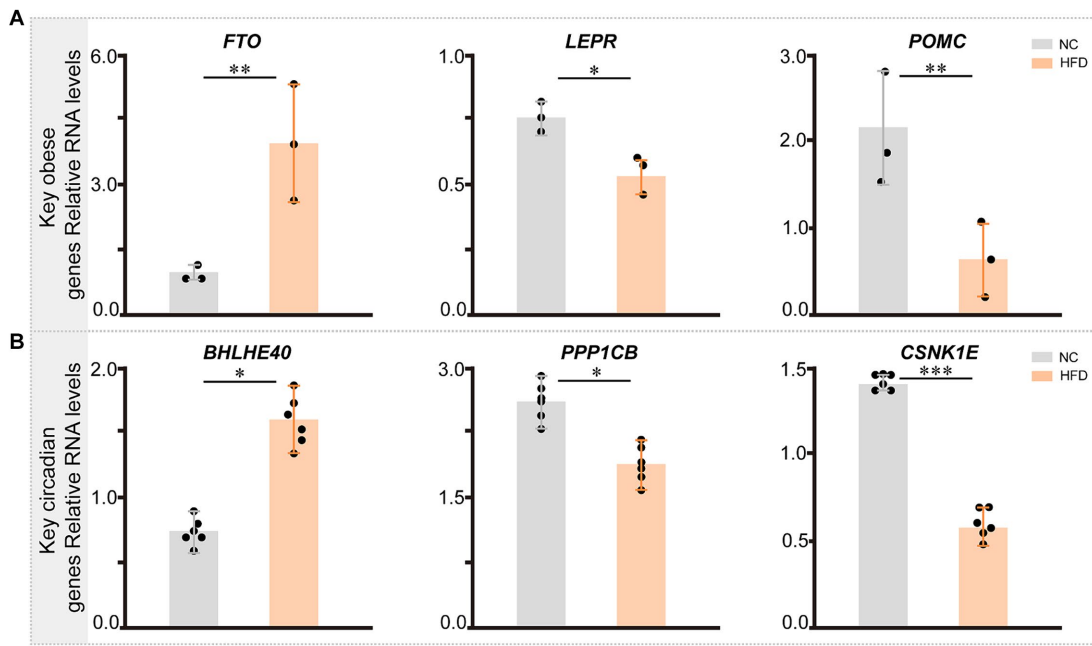 A
Key obese
genes Relative RNA levels
FTO
6.0
3.0
0.0
**
LEPR
1.0
0.5
0.0
*
POMC
3.0
2.0
1.0
0.0
**
NC
HFD
B
Key circadian
genes Relative RNA levels
BHLHE40
2.0
1.0
0.0
*
PPP1CB
3.0
1.5
0.0
*
CSNK1E
1.5
1.0
0.5
0.0
***
NC
HFD